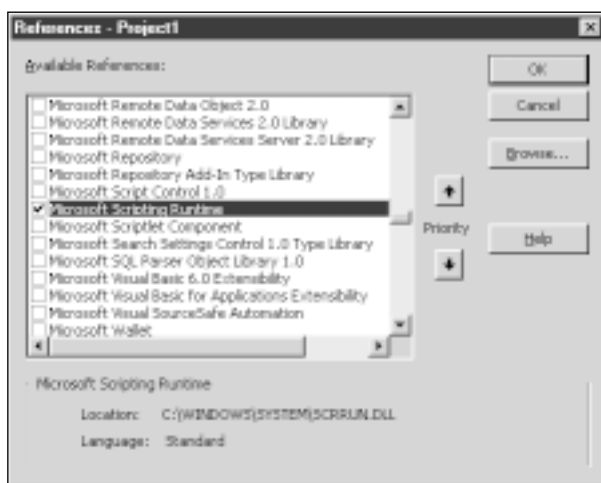 References - Project1
Available References:
Microsoft Remote Data Object 2.0
Microsoft Remote Data Services 2.0 Library
Microsoft Remote Data Services Server 2.0 Library
Microsoft Repository
Microsoft Repository Add-In Type Library
Microsoft Script Control 1.0
Microsoft Scripting Runtime
Microsoft Scriptlet Component
Microsoft Search Settings Control 1.0 Type Library
Microsoft SQL Parser Object Library 1.0
Microsoft Visual Basic 6.0 Extensibility
Microsoft Visual Basic for Applications Extensibility
Microsoft Visual SourceSafe Automation
Microsoft Wallet
OK
Cancel
Browse...
Priority
Help
Microsoft Scripting Runtime
Location: C:\WINDOWS\SYSTEM\SCRRUN.DLL
Language: Standard